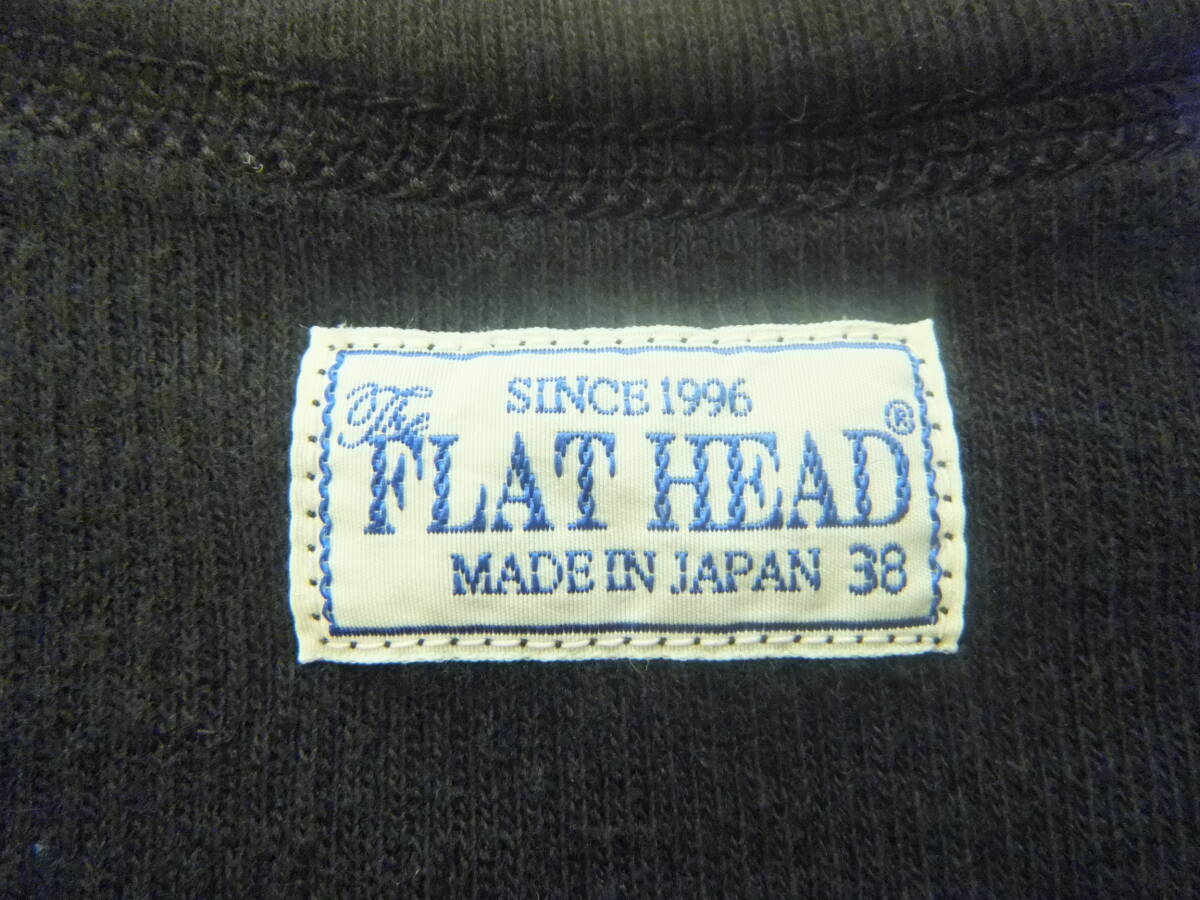 SINCE 1996
The
FLAT HEAD®
MADE IN JAPAN 38